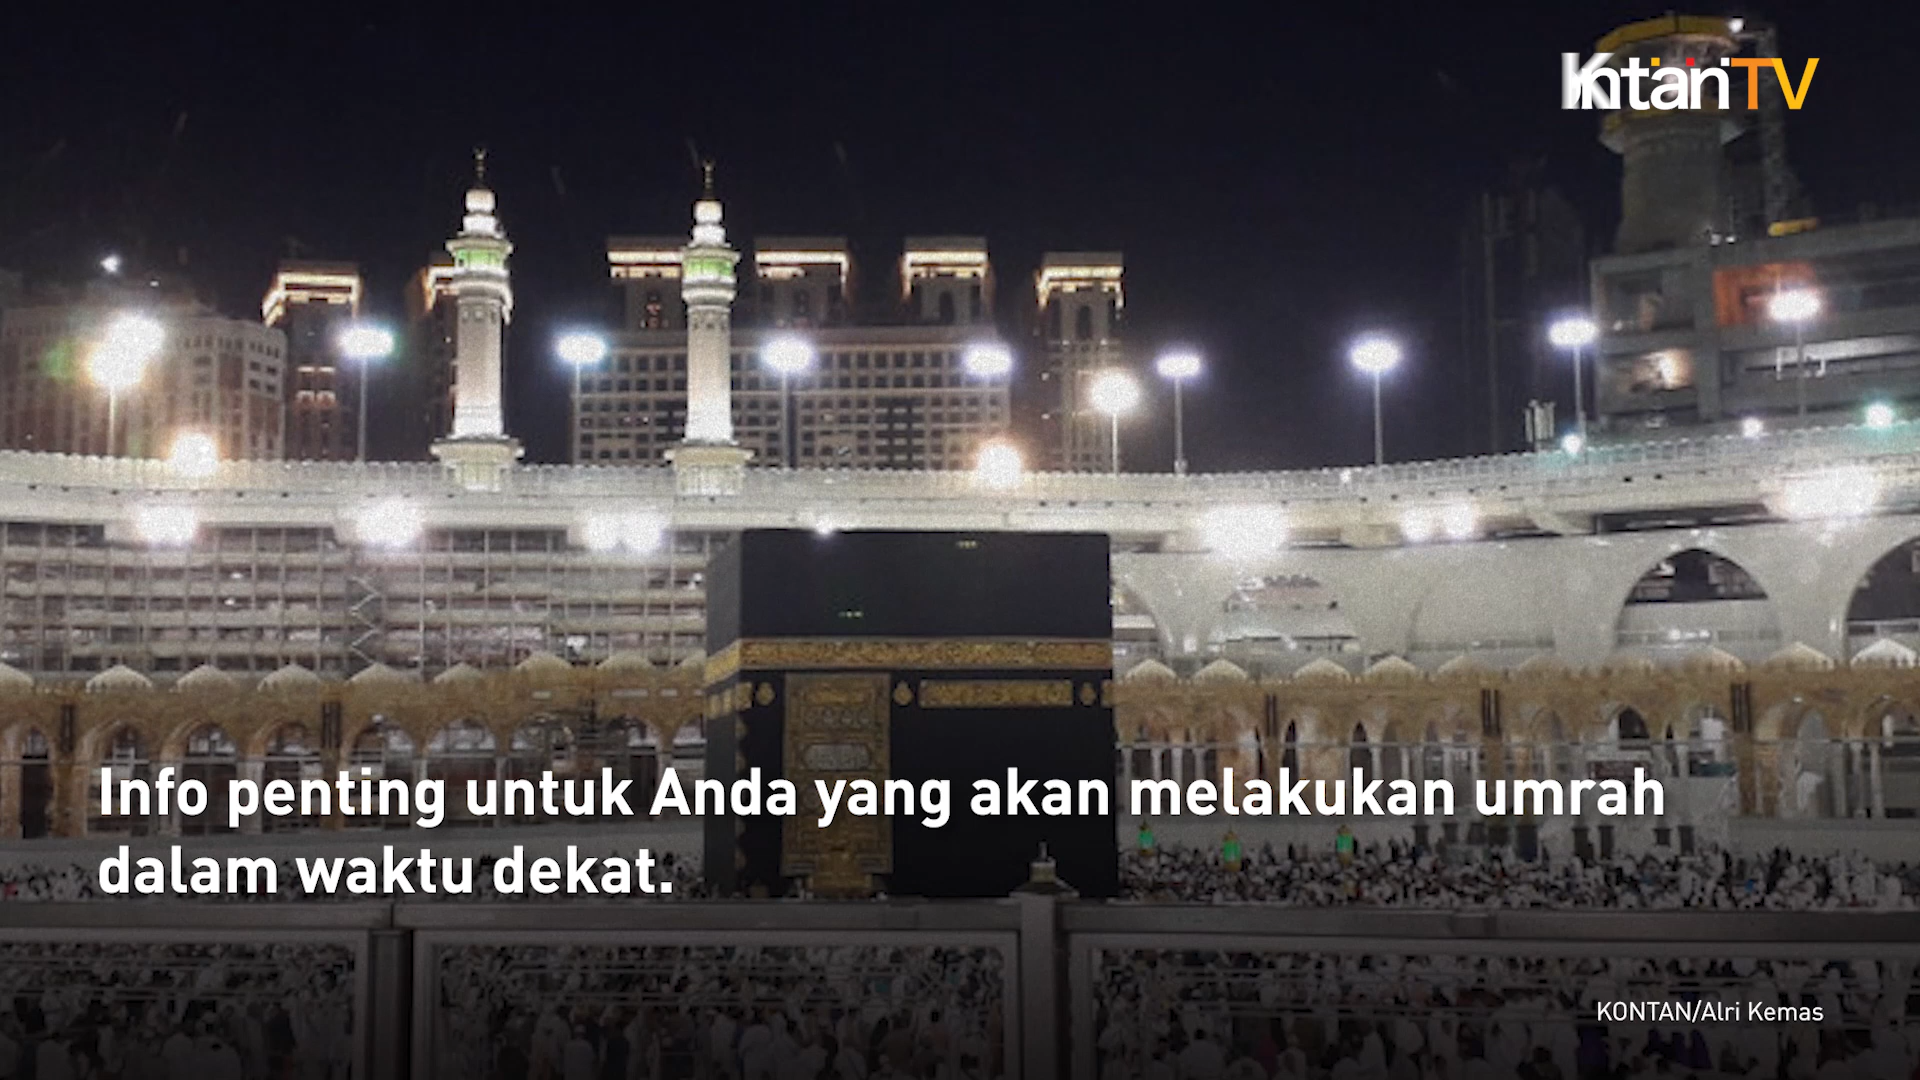 KontanTV
Info penting untuk Anda yang akan melakukan umrah
dalam waktu dekat.
KONTAN/Alri Kemas